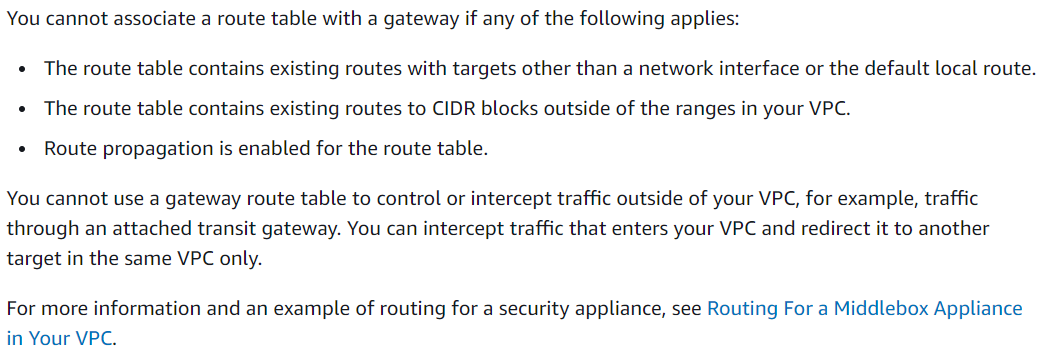 You cannot associate a route table with a gateway if any of the following applies:
• The route table contains existing routes with targets other than a network interface or the default local route.
• The route table contains existing routes to CIDR blocks outside of the ranges in your VPC.
• Route propagation is enabled for the route table.
You cannot use a gateway route table to control or intercept traffic outside of your VPC, for example, traffic
through an attached transit gateway. You can intercept traffic that enters your VPC and redirect it to another
target in the same VPC only.
For more information and an example of routing for a security appliance, see Routing For a Middlebox Appliance
in Your VPC.